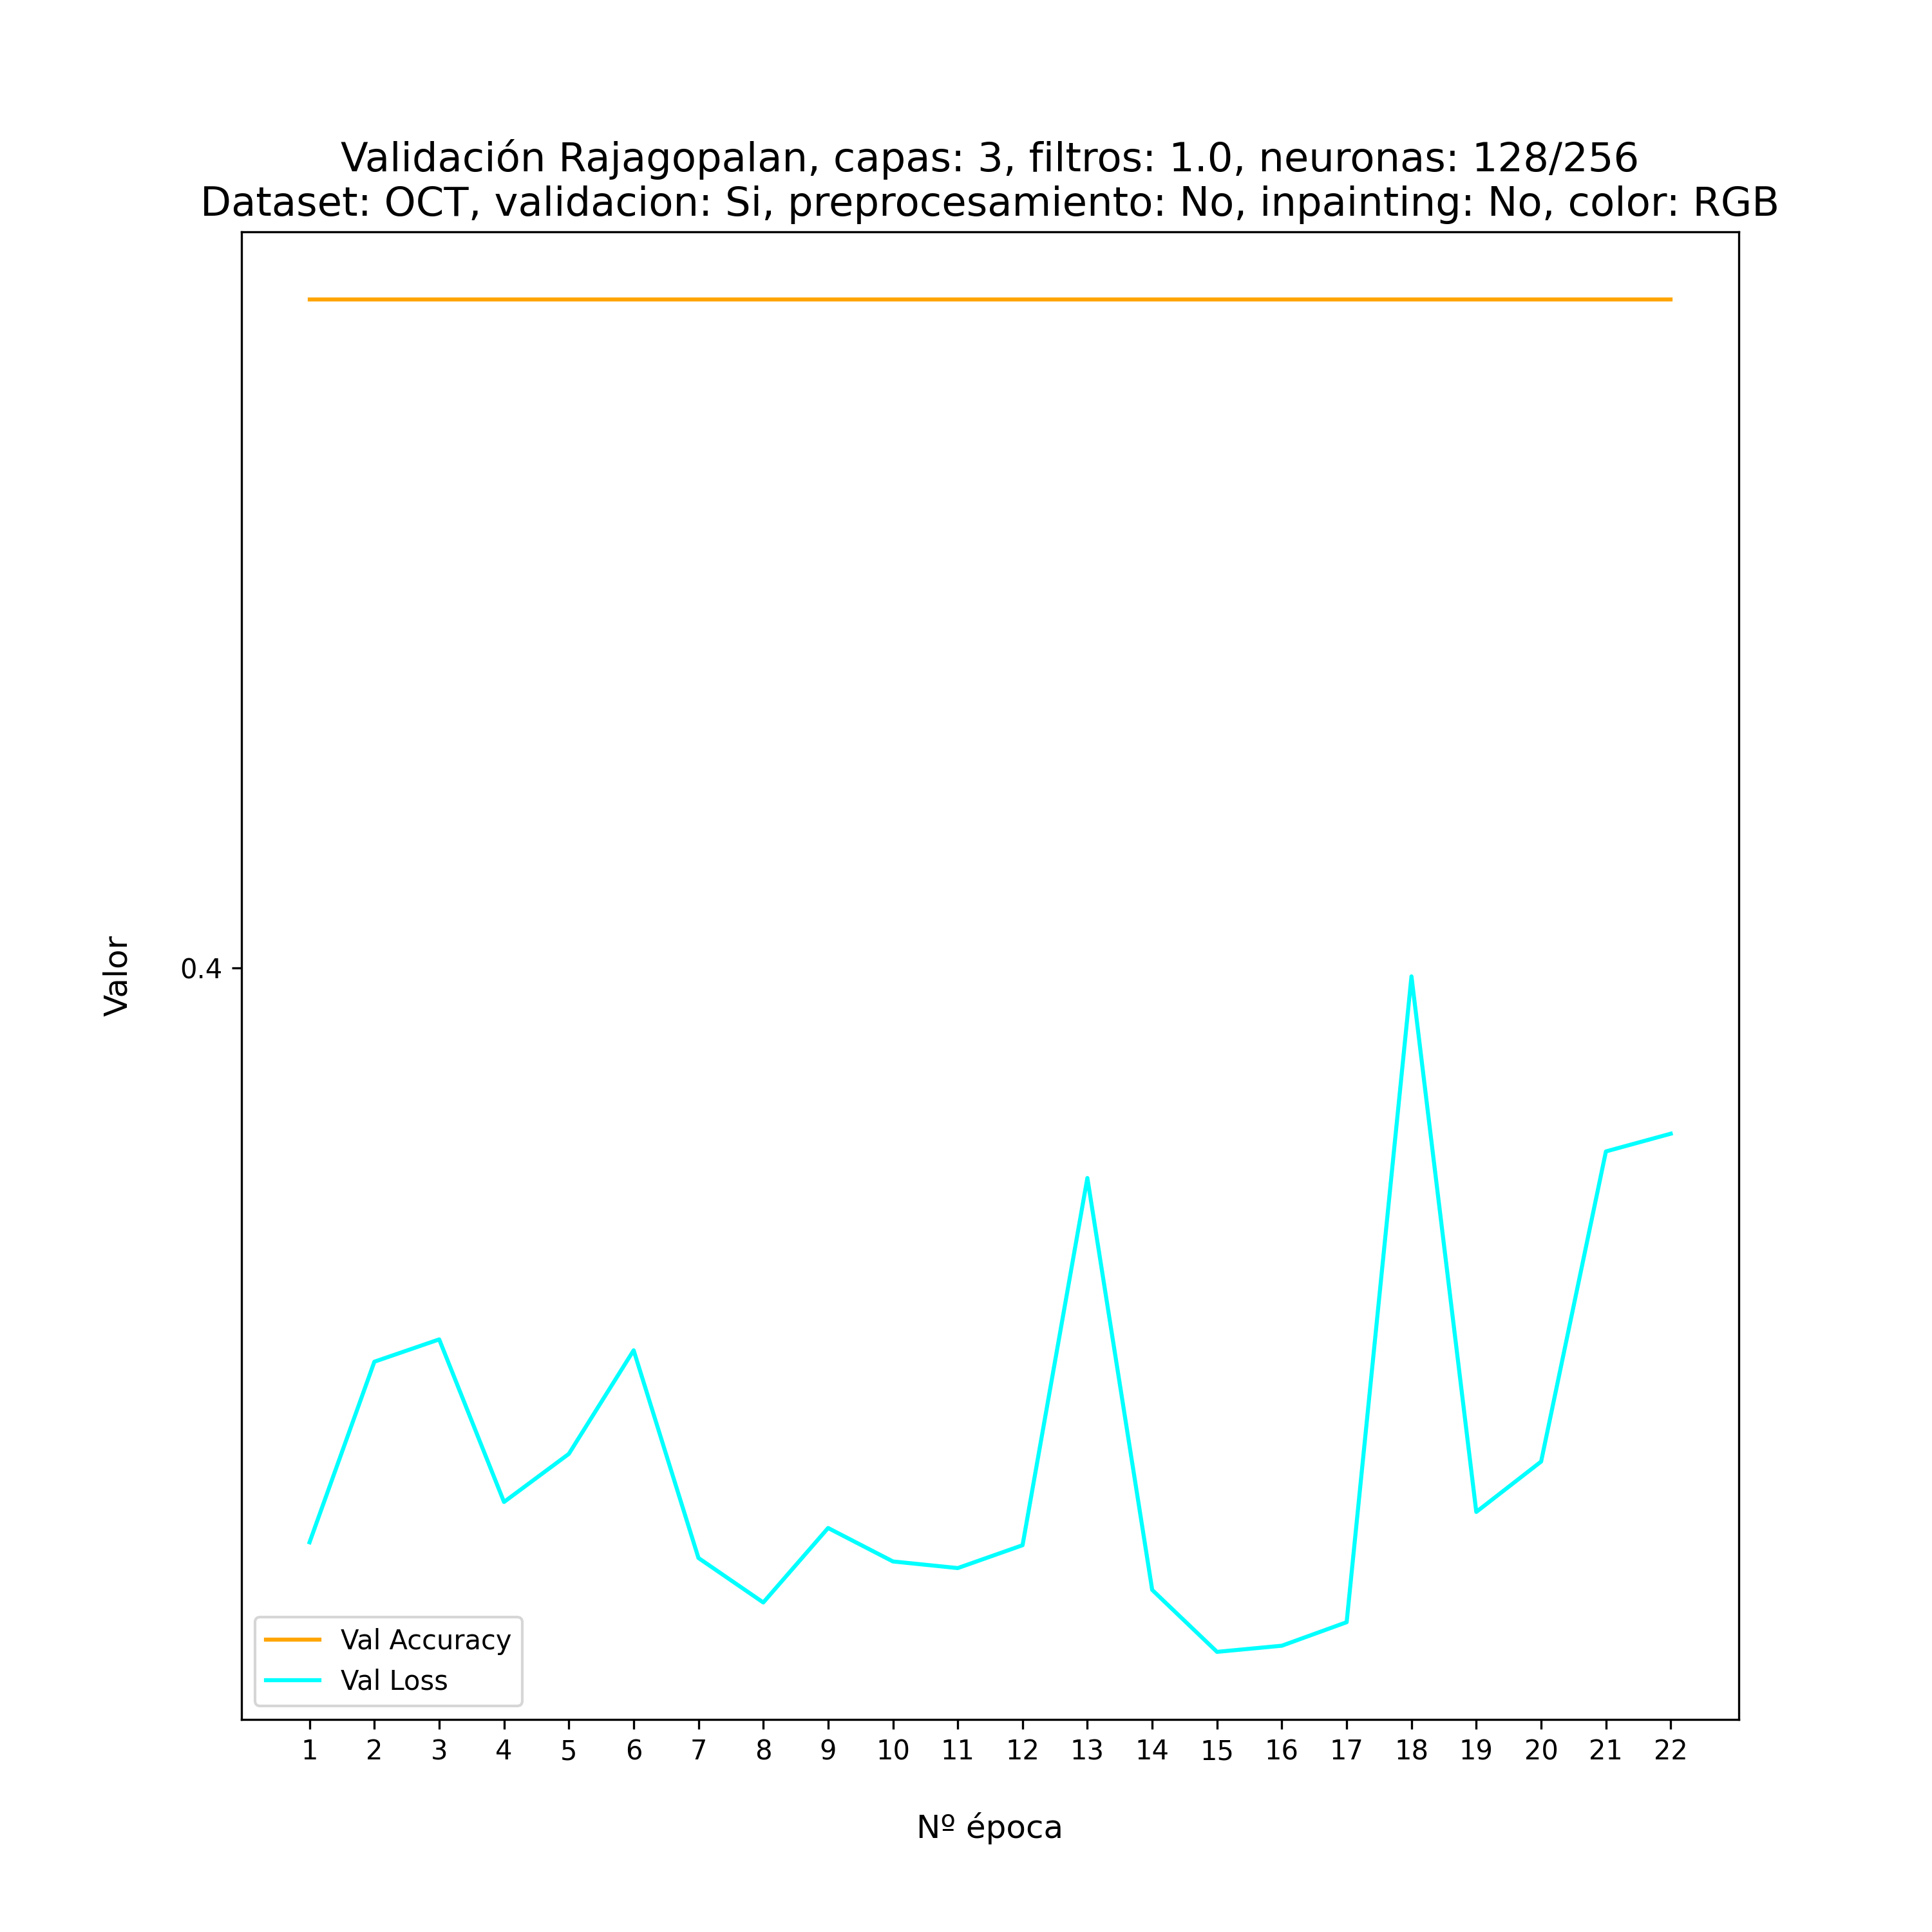 Validación Rajagopalan, capas: 3, filtros: 1.0, neuronas: 128/256
Dataset: OCT, validacion: Si, preprocesamiento: No, inpainting: No, color: RGB
Valor
0.4
Val Accuracy
Val Loss
1 2 3 4 5 6 7 8 9 10 11 12 13 14 15 16 17 18 19 20 21 22
Nº época